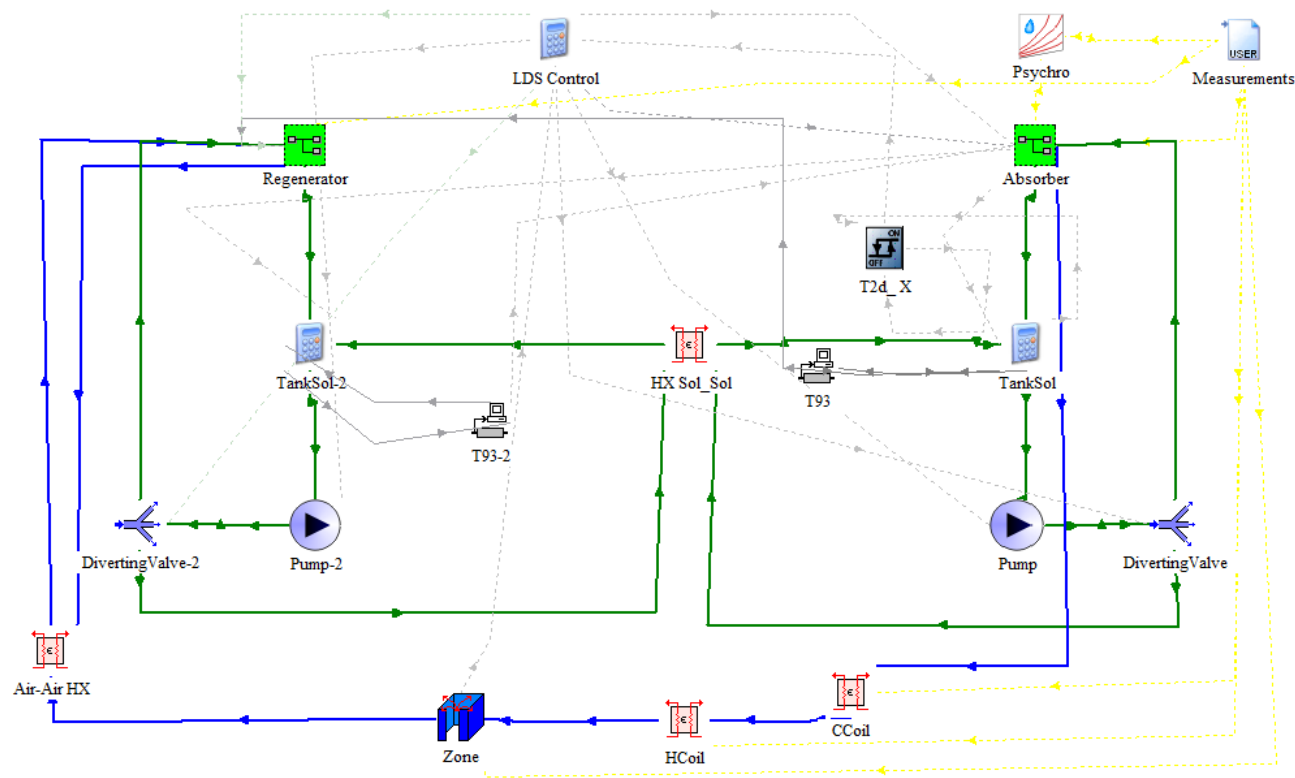 LDS Control
Psychro
USER
Measurements
Regenerator
Absorber
ON
OFF
T2d_ X
ε
TankSol-2
HX Sol_Sol
T93
TankSol
T93-2
DivertingValve-2
Pump-2
Pump
DivertingValve
ε
Air-Air HX
ε
CCoil
Zone
ε
HCoil